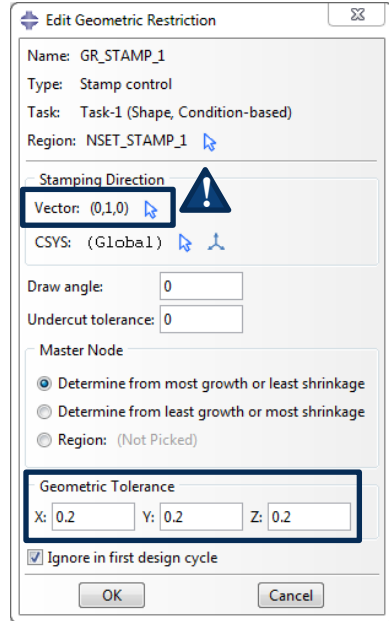 Edit Geometric Restriction
Name: GR_STAMP_1
Type: Stamp control
Task: Task-1 (Shape, Condition-based)
Region: NSET_STAMP_1
Stamping Direction
Vector: (0,1,0)
CSYS: (Global)
Draw angle: 0
Undercut tolerance: 0
Master Node
Determine from most growth or least shrinkage
Determine from least growth or most shrinkage
Region: (Not Picked)
Geometric Tolerance
X: 0.2 Y: 0.2 Z: 0.2
Ignore in first design cycle
OK Cancel